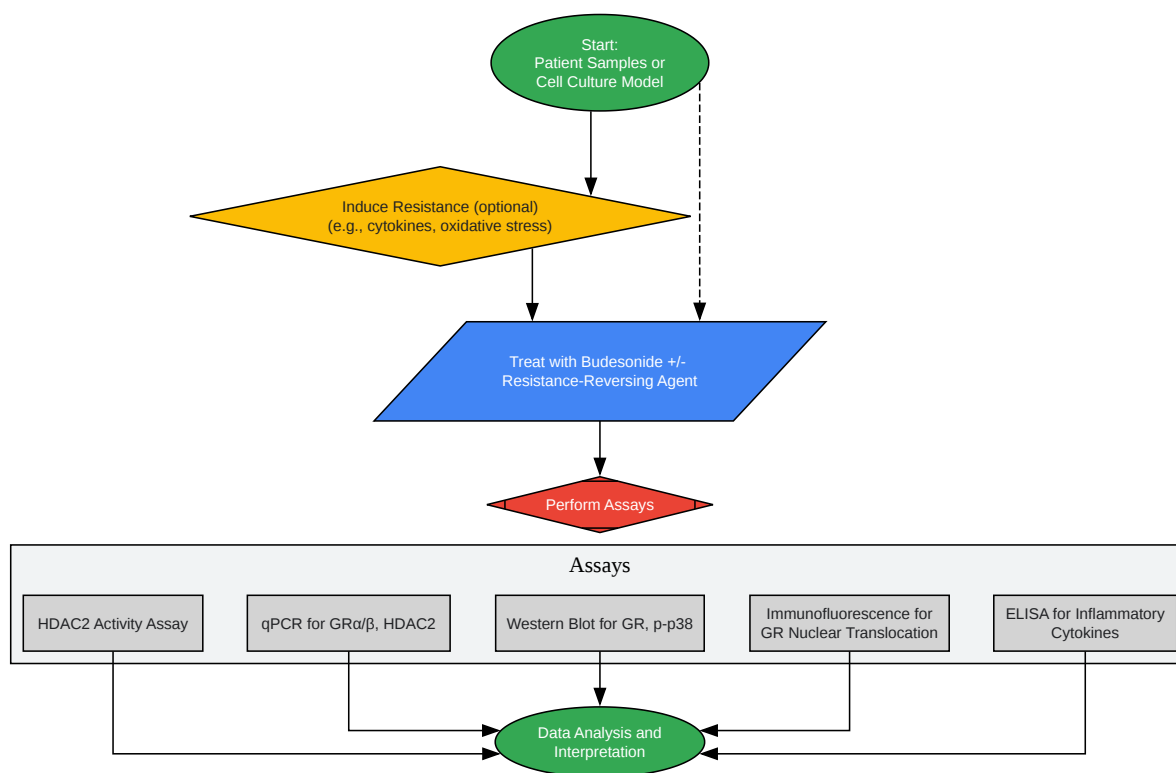 Start:
Patient Samples or
Cell Culture Model
Induce Resistance (optional)
(e.g., cytokines, oxidative stress)
Treat with Budesonide +/-
Resistance-Reversing Agent
Perform Assays
Assays
HDAC2 Activity Assay
qPCR for GRα/β, HDAC2
Western Blot for GR, p-p38
Immunofluorescence for
GR Nuclear Translocation
ELISA for Inflammatory
Cytokines
Data Analysis and
Interpretation